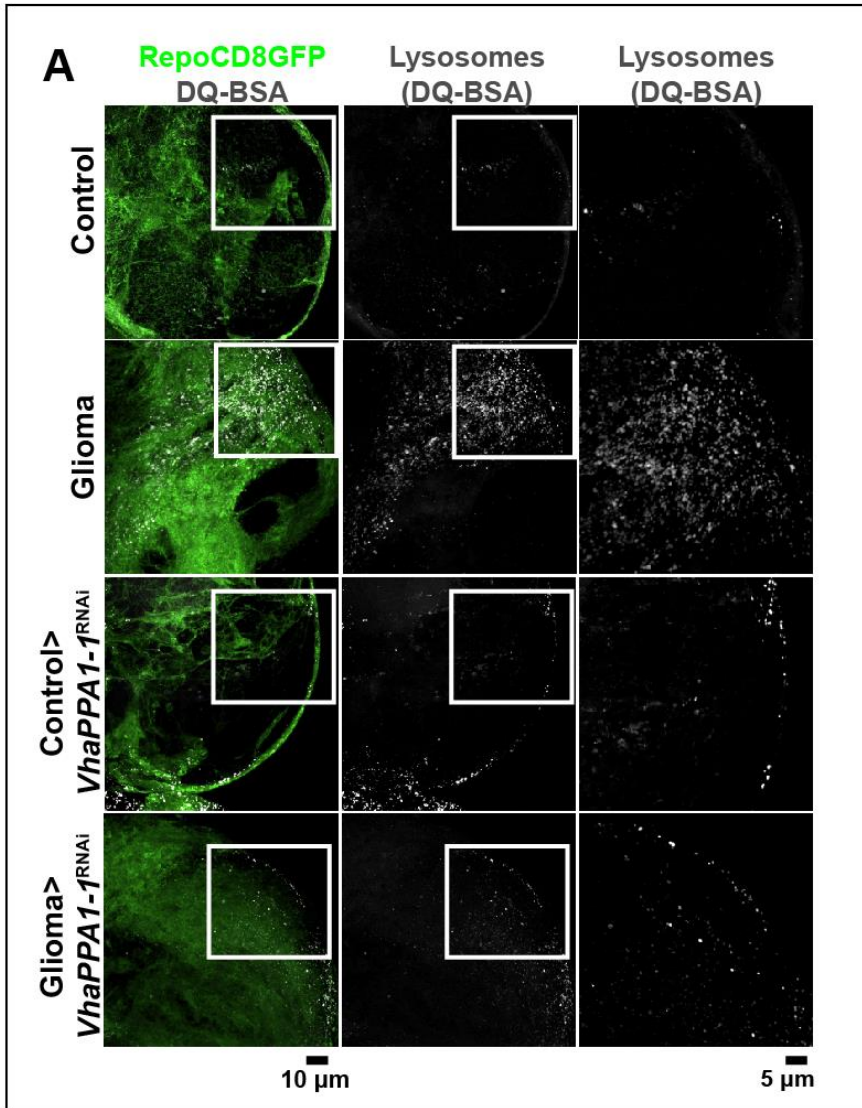 A
RepoCD8GFP
DQ-BSA
Lysosomes
(DQ-BSA)
Lysosomes
(DQ-BSA)
Control
Glioma
Control>
VhaPPA1-1RNAi
Glioma>
VhaPPA1-1RNAi
10 µm
5 µm